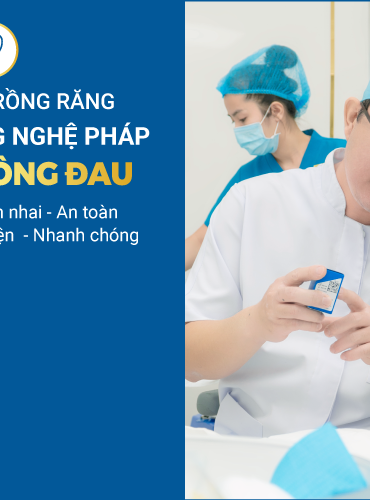 RỒNG RĂNG
G NGHỆ PHÁP
ÔNG ĐAU
n nhai - An toàn
ện - Nhanh chóng